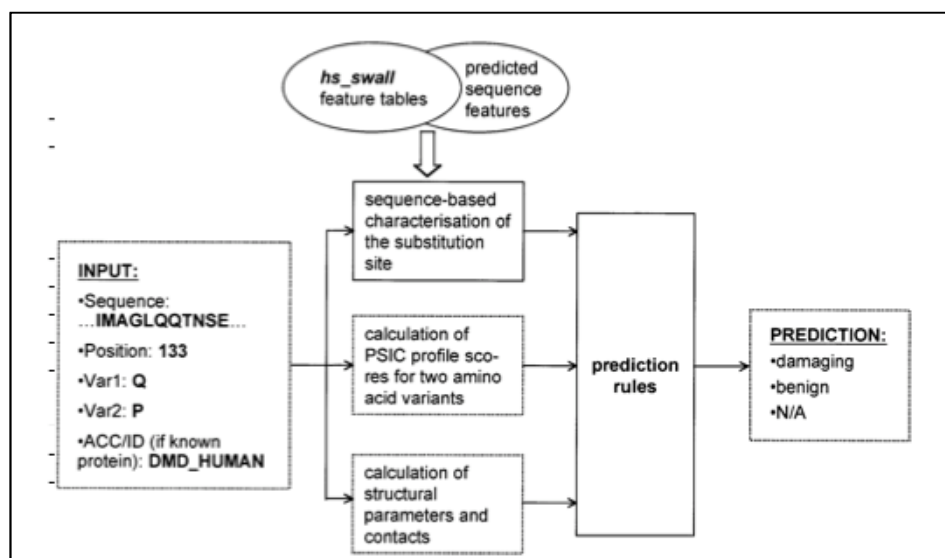 hs_swall
feature tables
predicted
sequence
features
sequence-based
characterisation of
the substitution
site
INPUT:
•Sequence:
...IMAGLQQTNSE...
•Position: 133
•Var1: Q
•Var2: P
•ACC/ID (if known
protein): DMD_HUMAN
calculation of
PSIC profile sco-
res for two amino
acid variants
calculation of
structural
parameters and
contacts
prediction
rules
PREDICTION:
•damaging
•benign
•N/A